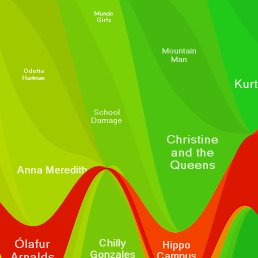 Mundo
Girls
Mountain
Man
Odetta
Hartman
Kurt
School
Damage
Christine
and the
Queens
Anna Meredith
Ólafur
Arnalds
Chilly
Gonzales
Hippo
Campus